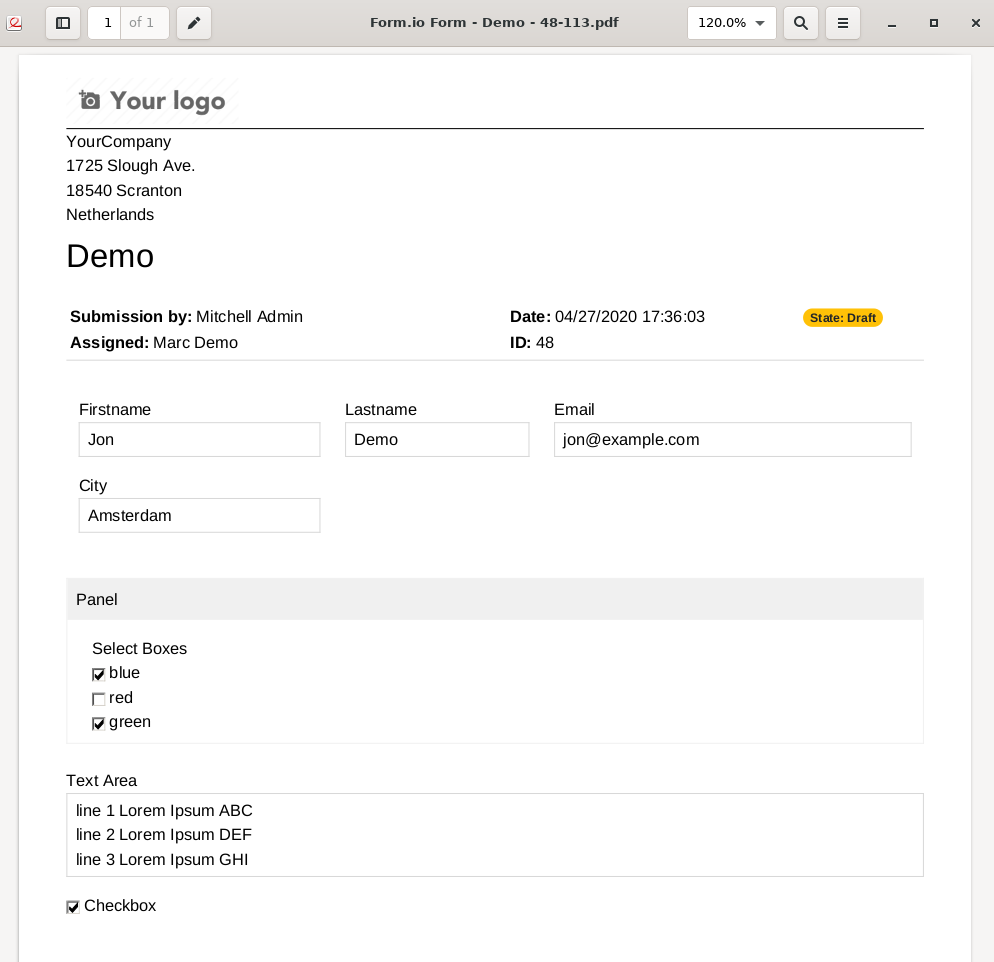 1 of 1
Form.io Form - Demo - 48-113.pdf
120.0%
Your logo
YourCompany
1725 Slough Ave.
18540 Scranton
Netherlands
Demo
Submission by: Mitchell Admin
Date: 04/27/2020 17:36:03
State: Draft
Assigned: Marc Demo
ID: 48
Firstname
Lastname
Email
Jon
Demo
jon@example.com
City
Amsterdam
Panel
Select Boxes
blue
red
green
Text Area
line 1 Lorem Ipsum ABC
line 2 Lorem Ipsum DEF
line 3 Lorem Ipsum GHI
Checkbox